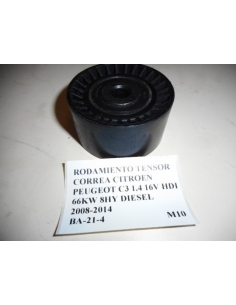 RODAMIENTO TENSOR
CORREA CITROEN
PEUGEOT C3 1.4 16V HDI
66KW 8HY DIESEL
2008-2014
BA-21-4 M10